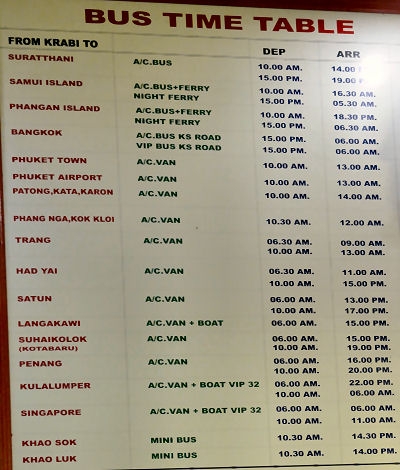 BUS TIME TABLE
FROM KRABI TO DEP ARR
SURATTHANI A/C.BUS 10.00 AM. 14.00
15.00 PM. 19.00
SAMUI ISLAND A/C.BUS+FERRY 10.00 AM. 16.30 AM.
NIGHT FERRY 15.00 PM. 05.30 AM.
PHANGAN ISLAND A/C.BUS+FERRY 10.00 AM. 18.30 PM.
NIGHT FERRY 15.00 PM. 06.30 AM.
BANGKOK A/C.BUS KS ROAD 15.00 PM. 06.00 AM.
VIP BUS KS ROAD 15.00 PM. 06.00 AM.
PHUKET TOWN A/C.VAN 10.00 AM. 13.00 AM.
PHUKET AIRPORT A/C.VAN 10.00 AM. 13.00 AM.
PATONG,KATA,KARON A/C.VAN 10.00 AM. 14.00 AM.
PHANG NGA,KOK KLOI A/C.VAN 10.30 AM. 12.00 AM.
TRANG A/C.VAN 06.30 AM. 09.00 AM.
10.00 AM. 13.00 AM.
HAD YAI A/C.VAN 06.30 AM. 11.00 AM.
10.00 AM. 15.00 PM.
SATUN A/C.VAN 06.00 AM. 13.00 PM.
10.00 AM. 17.00 PM.
LANGAKAWI A/C.VAN + BOAT 06.00 AM. 15.00 PM.
SUHAIKOLOK A/C.VAN 06.00 AM. 15.00 PM.
(KOTABARU) 10.00 AM. 19.00 PM.
PENANG A/C.VAN 06.00 AM. 16.00 PM.
10.00 AM. 20.00 PM.
KULALUMPER A/C.VAN + BOAT VIP 32 06.00 AM. 22.00 PM.
10.00 AM. 06.00 AM.
SINGAPORE A/C.VAN + BOAT VIP 32 06.00 AM. 06.00 AM.
10.00 AM. 11.00 AM.
KHAO SOK MINI BUS 10.30 AM. 14.30 PM.
KHAO LUK MINI BUS 10.30 AM. 14.00 PM.